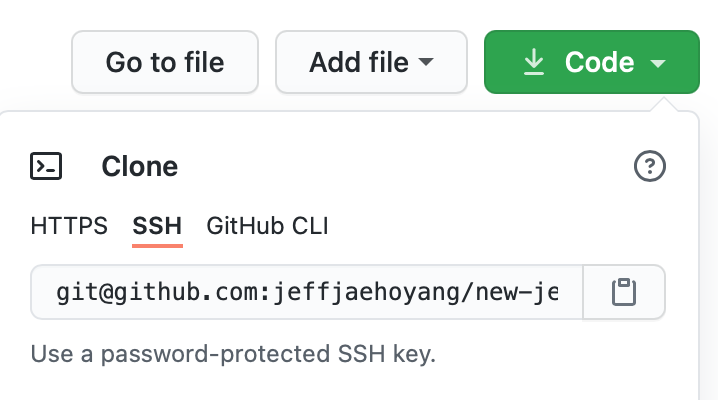 Go to file Add file Code
Clone
HTTPS SSH GitHub CLI
git@github.com:jeffjaehoyang/new-je
Use a password-protected SSH key.